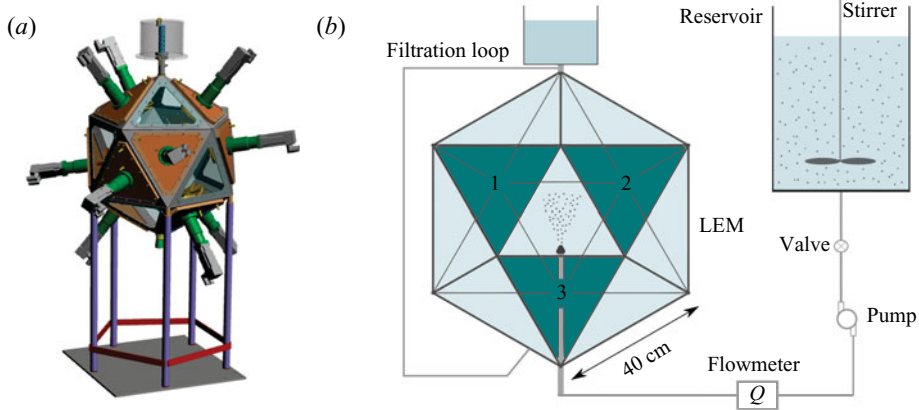 (a)
(b)
Reservoir
Stirrer
Filtration loop
1
2
LEM
Valve
3
Pump
40 cm
Flowmeter
Q